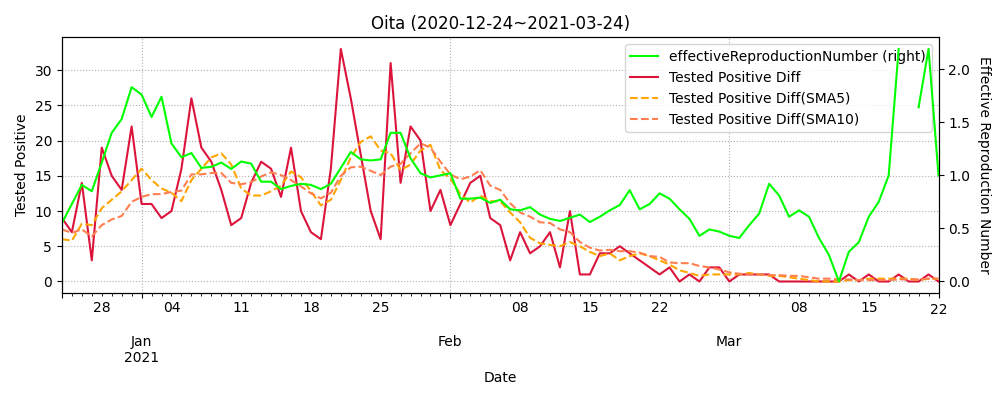 Oita (2020-12-24~2021-03-24)
effectiveReproductionNumber (right)
Tested Positive Diff
Tested Positive Diff(SMA5)
Tested Positive Diff(SMA10)
Tested Positive
30
25
20
15
10
5
0
2.0
1.5
1.0
0.5
0.0
Effective Reproduction Number
28 04 11 18 25 08 15 22 08 15 22
Jan Feb Mar
2021
Date